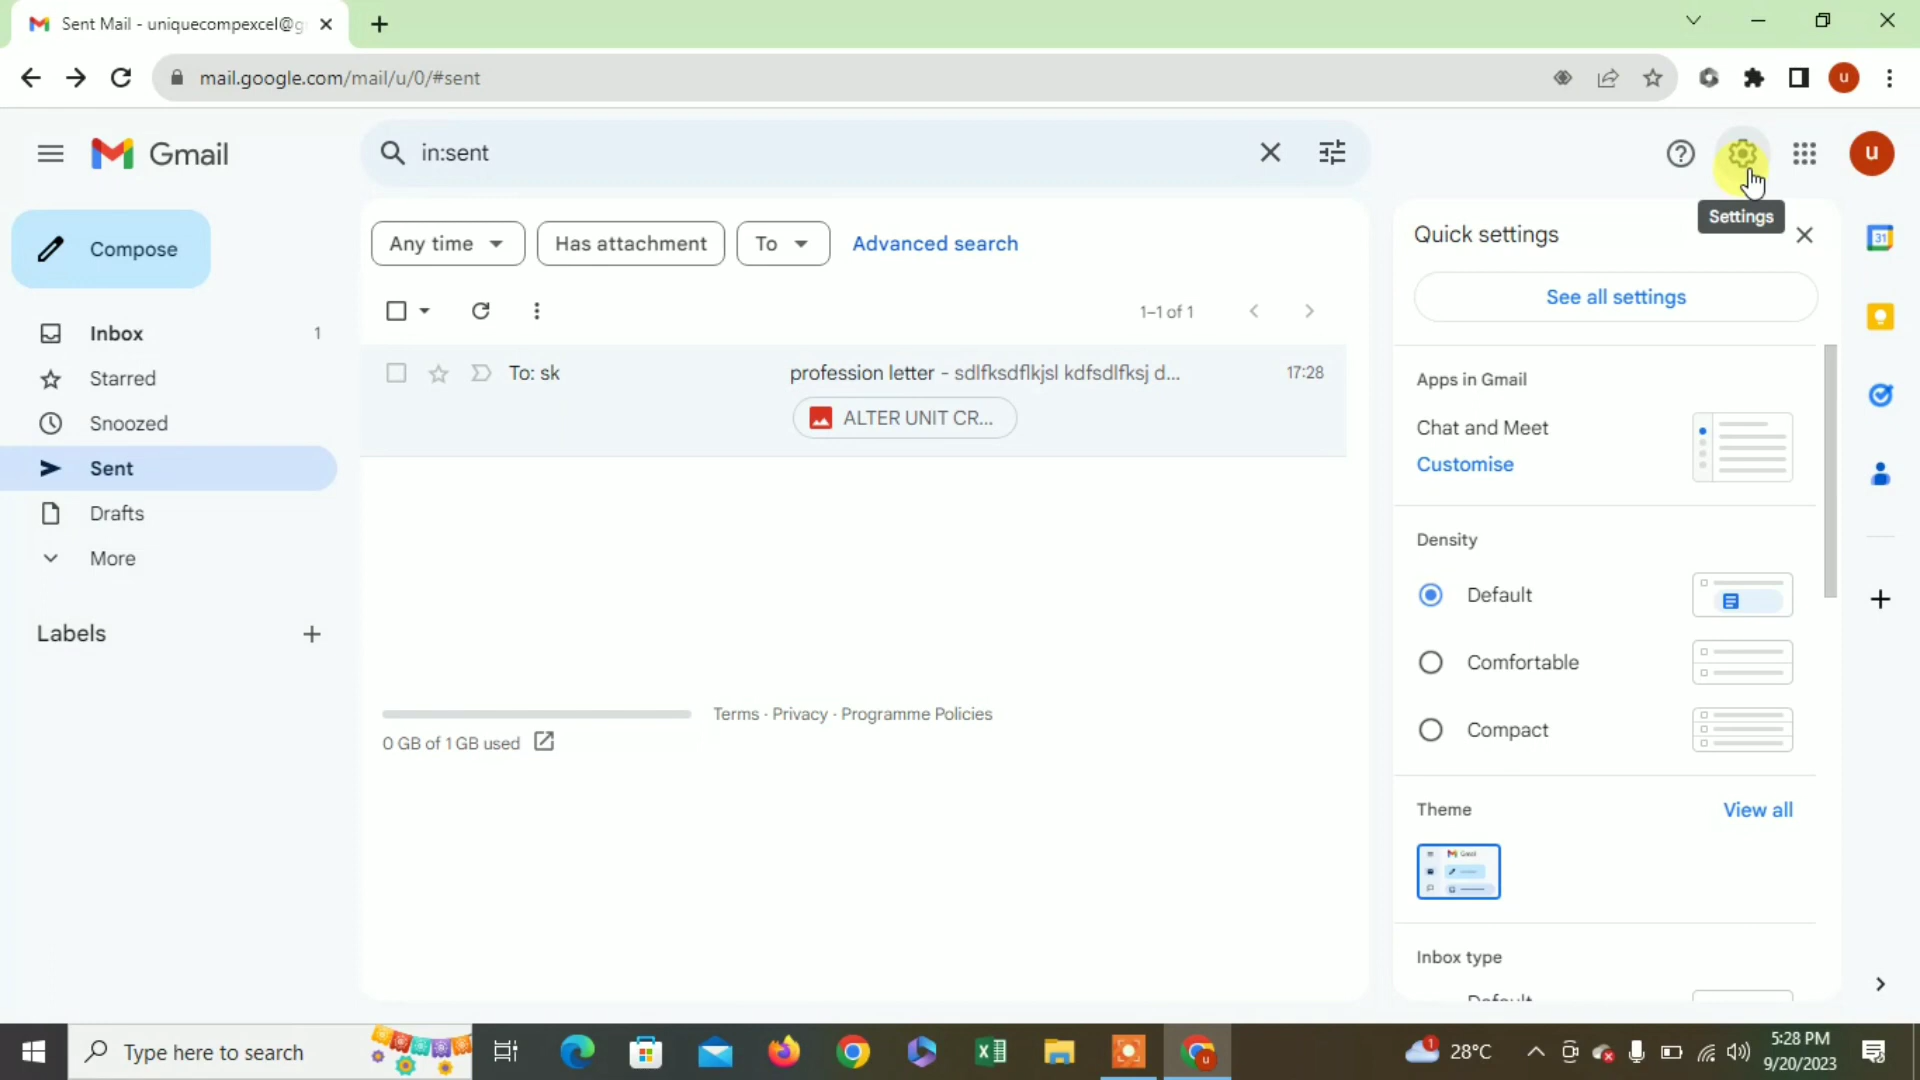 Sent Mail - uniquecompexcel@g
mail.google.com/mail/u/0/#sent
u
Gmail
in:sent
u
Settings
Compose
Any time
Has attachment
To
Advanced search
Quick settings
See all settings
31
1–1 of 1
Inbox 1
Starred
Snoozed
Sent
Drafts
More
Labels
To: sk
profession letter - sdlfksdflkjsl kdfsdlfksj d...
17:28
ALTER UNIT CR...
Apps in Gmail
Chat and Meet
Customise
Density
Default
Comfortable
Compact
Theme
View all
Gmail
Inbox type
Default
Terms · Privacy · Programme Policies
0 GB of 1 GB used
Type here to search
u
1
28°C
5:28 PM
9/20/2023